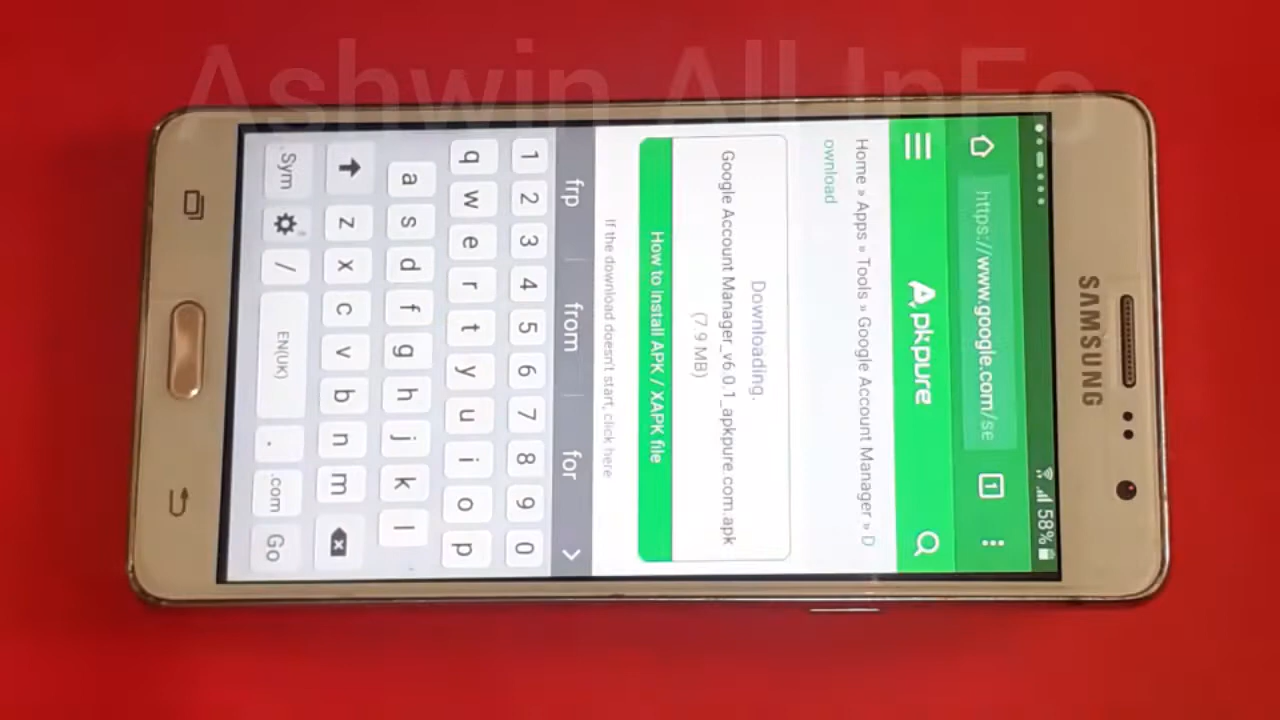 Ashwin All InFo
SAMSUNG
58%
https://www.google.com/se
1
Apkpure
Home » Apps » Tools » Google Account Manager » D
ownload
Downloading.
Google Account Manager_v6.0.1_apkpure.com.apk
(7.9 MB)
How to install APK / XAPK file
If the download doesn't start, click here
frp from for
1 2 3 4 5 6 7 8 9 0
q w e r t y u i o p
a s d f g h j k l
z x c v b n m
Sym / EN(UK) . .com Go